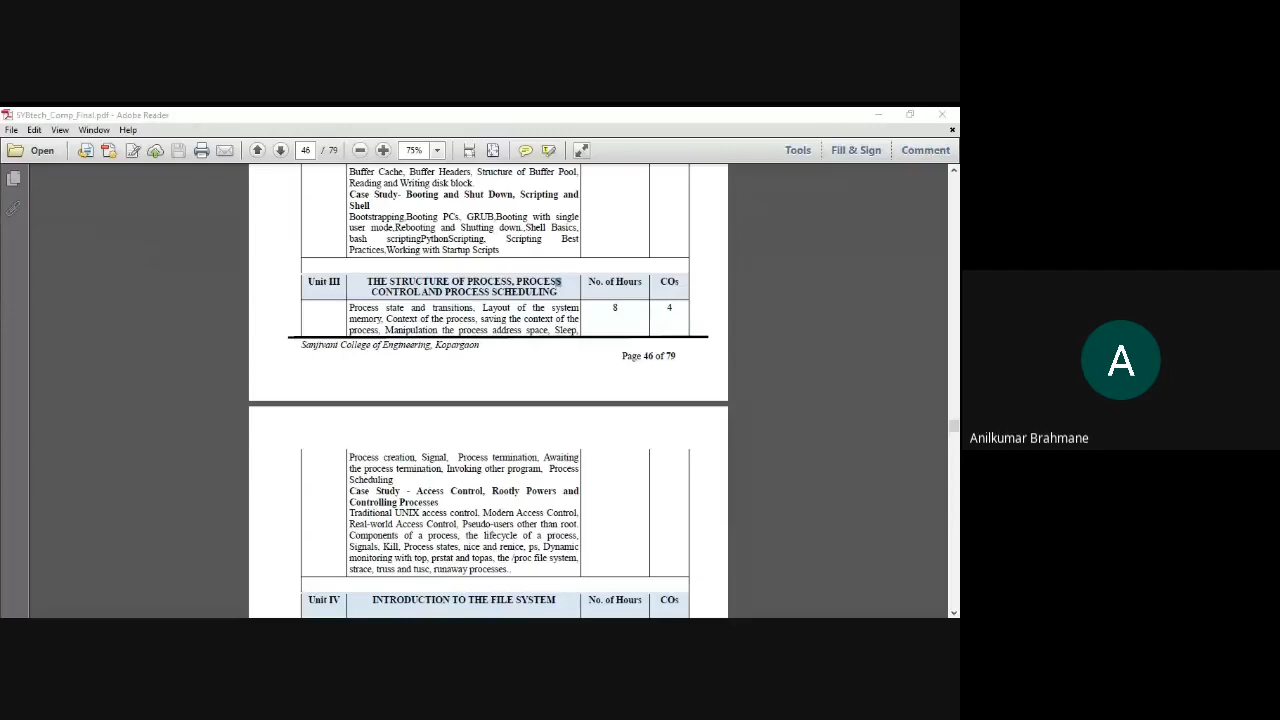 SYBtech_Comp_Final.pdf - Adobe Reader
File Edit View Window Help
Open 46 / 79 75% Tools Fill & Sign Comment
Buffer Cache, Buffer Headers, Structure of Buffer Pool,
Reading and Writing disk block.
Case Study- Booting and Shut Down, Scripting and
Shell
Bootstrapping,Booting PCs, GRUB,Booting with single
user mode,Rebooting and Shutting down.,Shell Basics,
bash scriptingPythonScripting, Scripting Best
Practices,Working with Startup Scripts
Unit III THE STRUCTURE OF PROCESS, PROCESS No. of Hours COs
CONTROL AND PROCESS SCHEDULING
Process state and transitions, Layout of the system 8 4
memory, Context of the process, saving the context of the
process, Manipulation the process address space, Sleep,
Sanjivani College of Engineering, Kopargaon
Page 46 of 79
Process creation, Signal, Process termination, Awaiting
the process termination, Invoking other program, Process
Scheduling
Case Study - Access Control, Rootly Powers and
Controlling Processes
Traditional UNIX access control, Modern Access Control,
Real-world Access Control, Pseudo-users other than root.
Components of a process, the lifecycle of a process,
Signals, Kill, Process states, nice and renice, ps, Dynamic
monitoring with top, prstat and topas, the /proc file system,
strace, truss and tusc, runaway processes..
Unit IV INTRODUCTION TO THE FILE SYSTEM No. of Hours COs
A
Anilkumar Brahmane